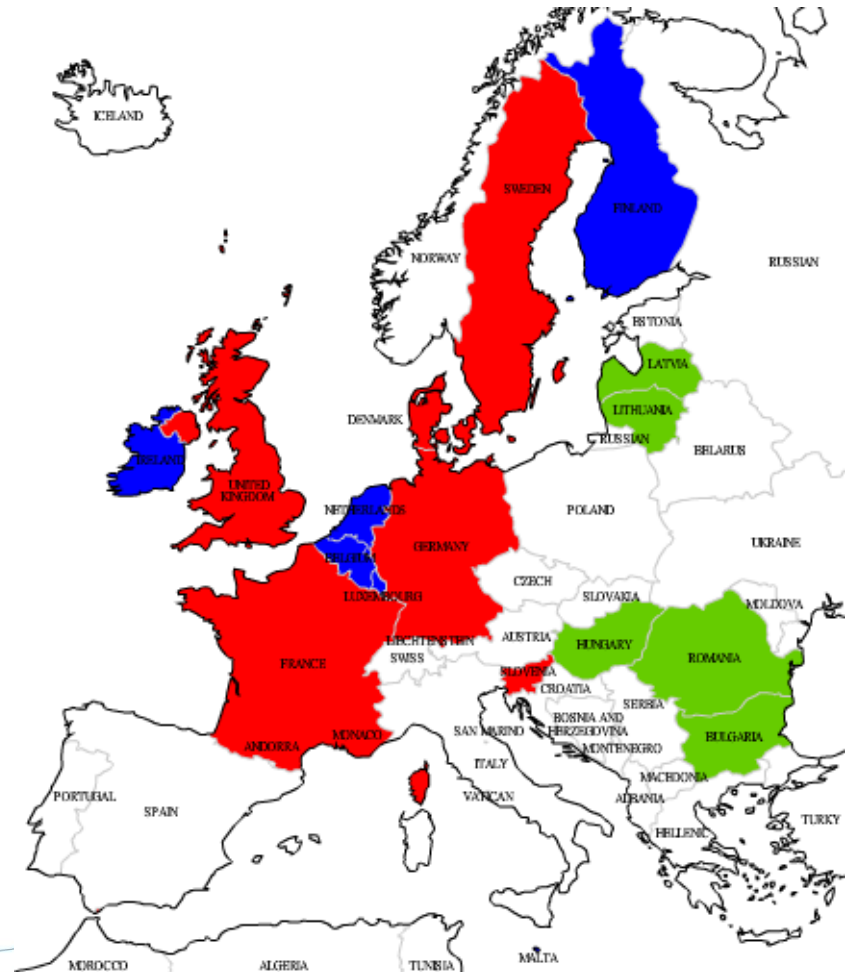 ICELAND
SWEDEN
FINLAND
NORWAY
RUSSIAN
ESTONIA
LATVIA
DENMARK
LITHUANIA
RUSSIAN
BELARUS
IRELAND
UNITED
KINGDOM
NETHERLANDS
POLAND
GERMANY
UKRAINE
BELGIUM
CZECH
LUXEMBOURG
SLOVAKIA
MOLDOVA
LIECHTENSTEIN
AUSTRIA
HUNGARY
SWISS
FRANCE
ROMANIA
SLOVENIA
CROATIA
SERBIA
BOSNIA AND
HERZEGOVINA
SAN MARINO
MONACO
ANDORRA
BULGARIA
MONTENEGRO
ITALY
MACHDONIA
PORTUGAL
SPAIN
VATICAN
ALBANIA
TURKY
HELLENIC
MALTA
MOROCCO
ALGERIA
TUNISIA